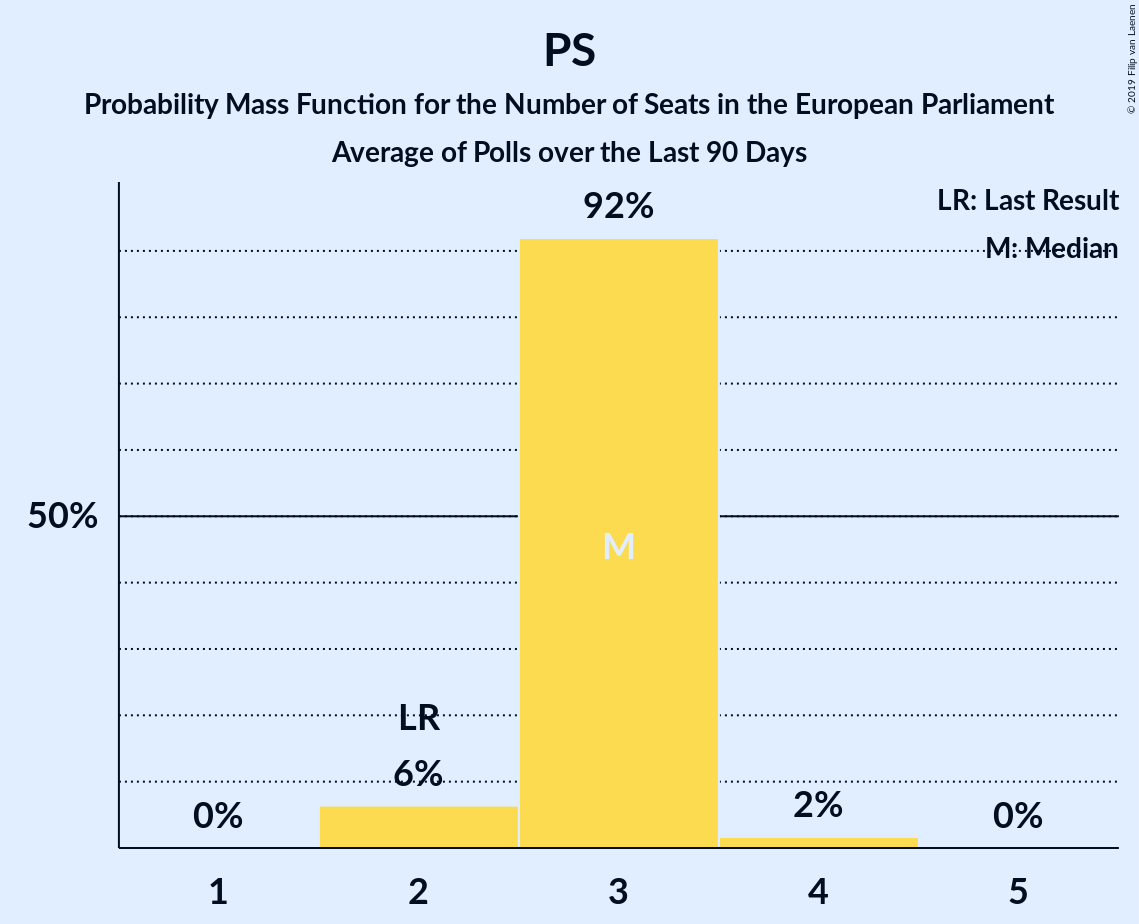 PS
Probability Mass Function for the Number of Seats in the European Parliament
Average of Polls over the Last 90 Days
© 2019 Filip van Laenen
LR: Last Result
M: Median
92%
50%
M
LR
6%
0%
2%
0%
1 2 3 4 5